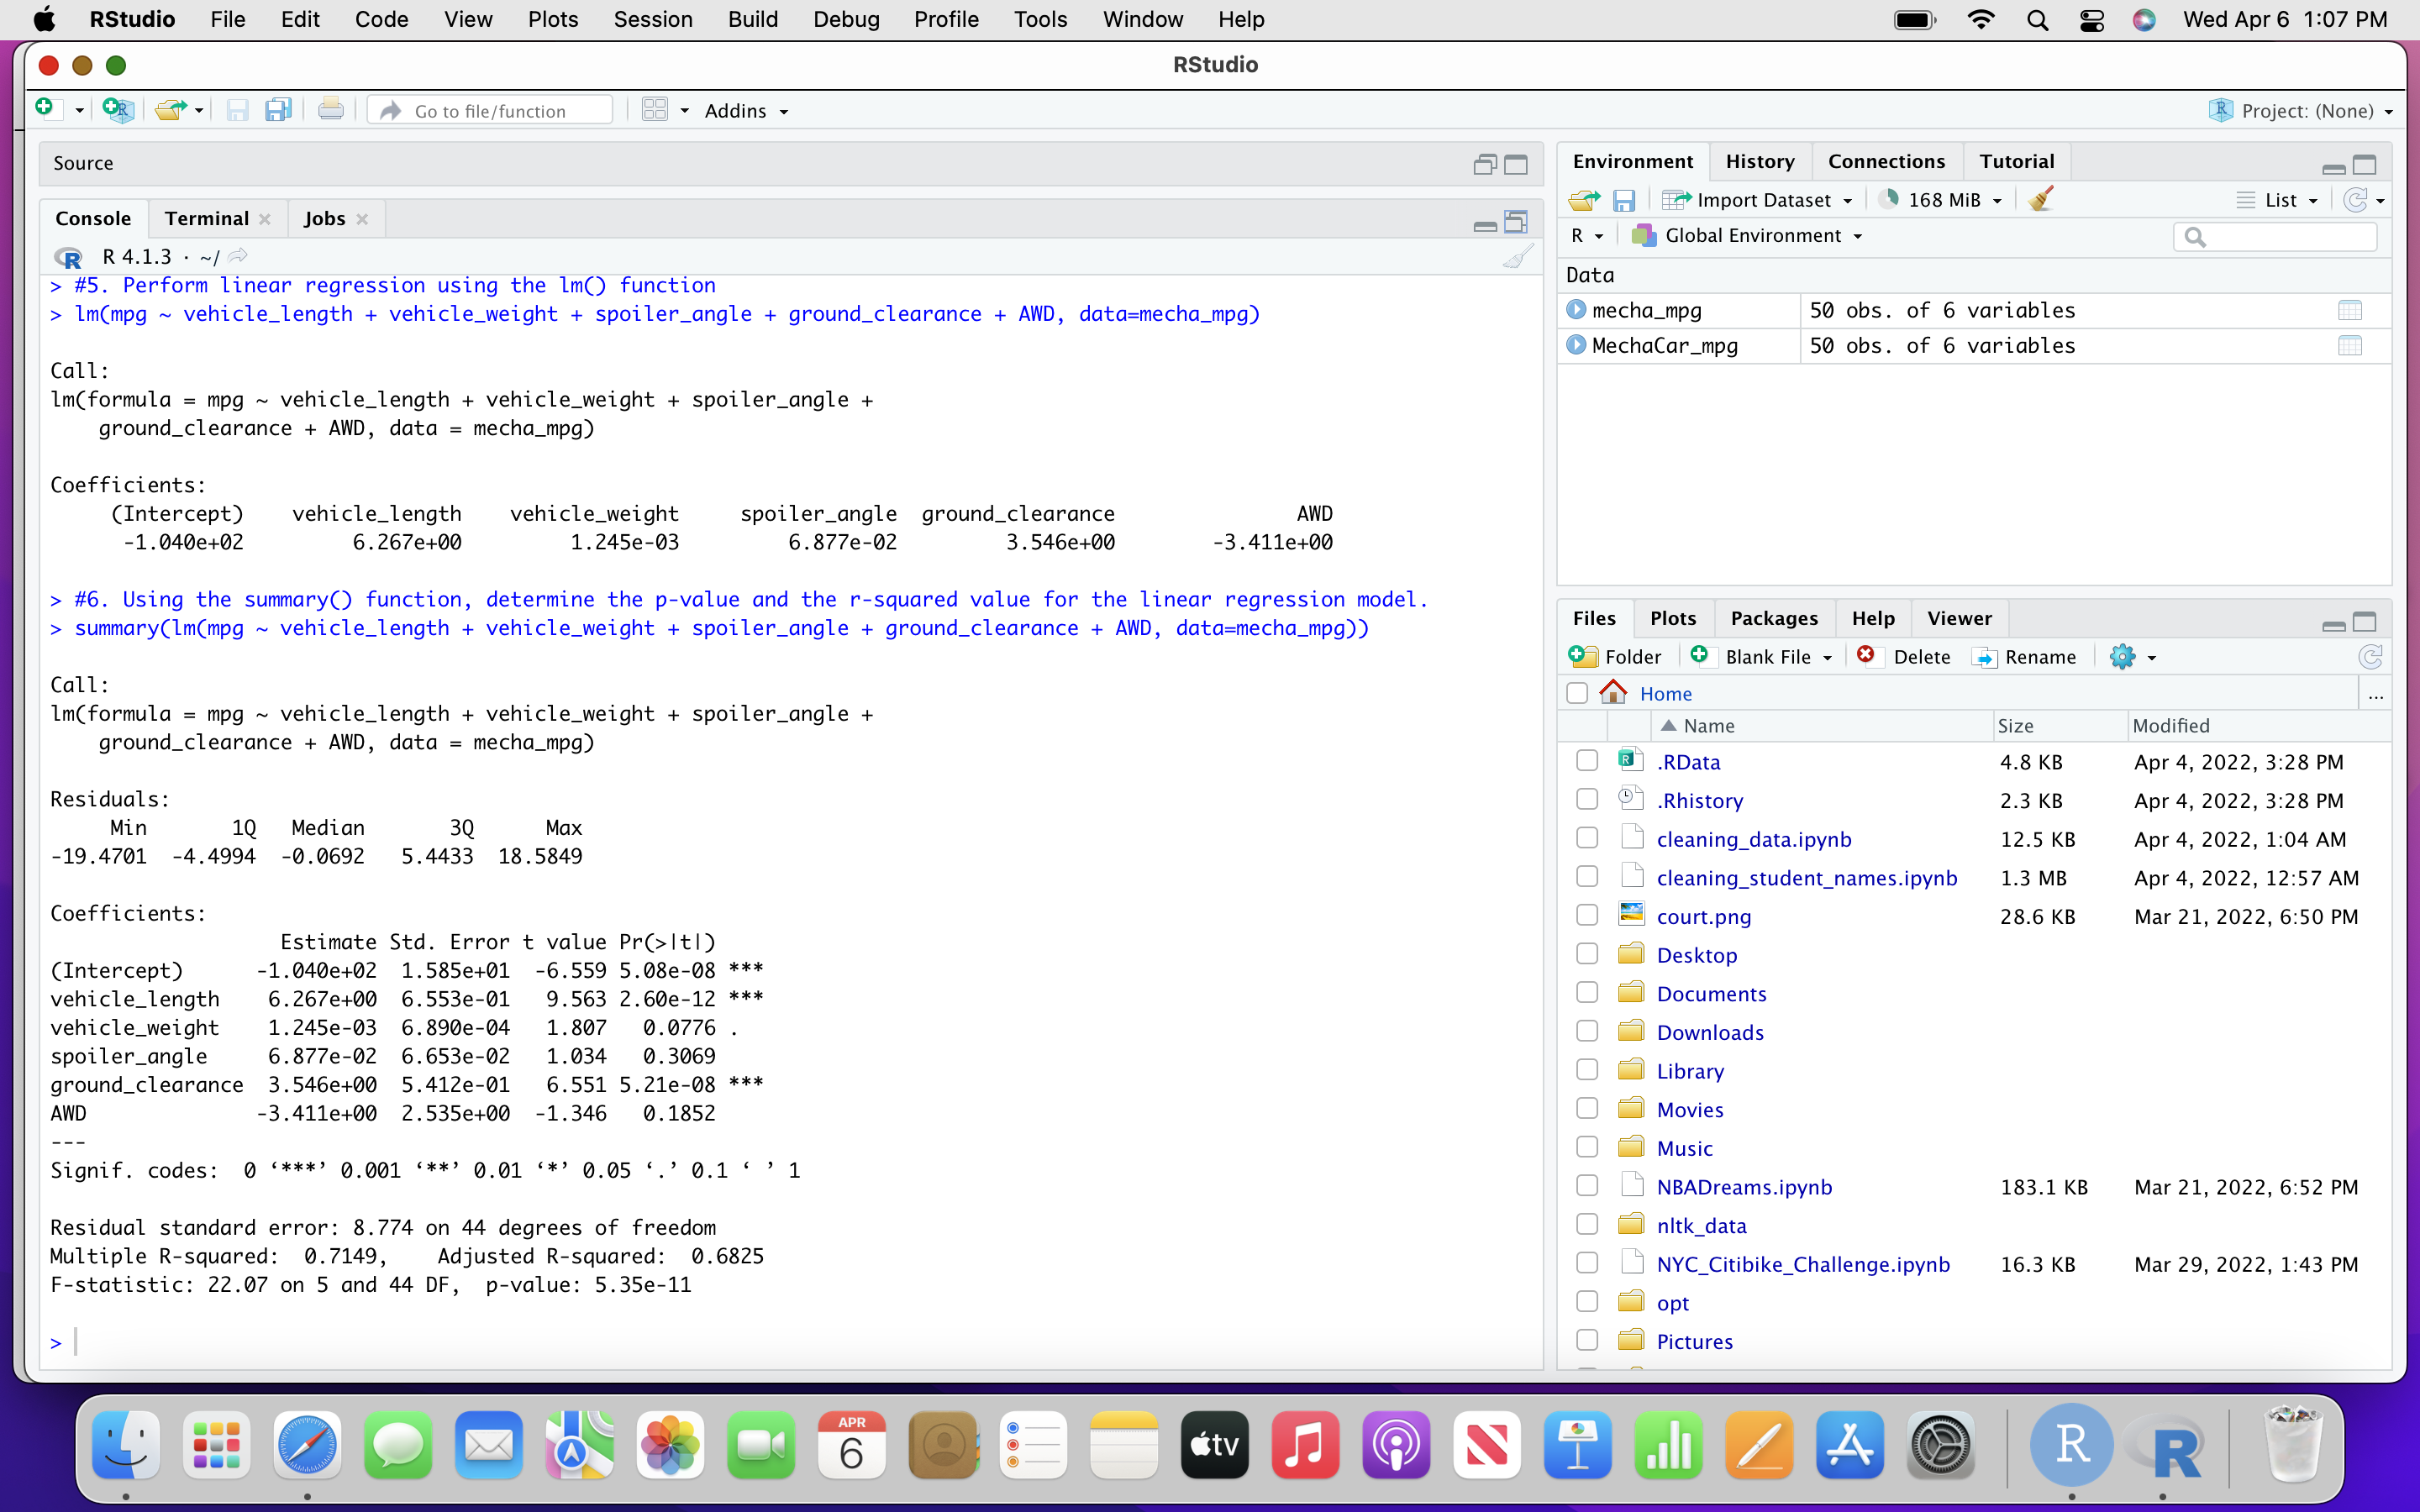 RStudio File Edit Code View Plots Session Build Debug Profile Tools Window Help Wed Apr 6 1:07 PM
RStudio
Go to file/function Addins Project: (None)
Source
Console Terminal Jobs
R 4.1.3 · ~/
> #5. Perform linear regression using the lm() function
> lm(mpg ~ vehicle_length + vehicle_weight + spoiler_angle + ground_clearance + AWD, data=mecha_mpg)
Call:
lm(formula = mpg ~ vehicle_length + vehicle_weight + spoiler_angle +
    ground_clearance + AWD, data = mecha_mpg)
Coefficients:
     (Intercept)    vehicle_length    vehicle_weight     spoiler_angle  ground_clearance               AWD
      -1.040e+02         6.267e+00         1.245e-03         6.877e-02         3.546e+00        -3.411e+00
> #6. Using the summary() function, determine the p-value and the r-squared value for the linear regression model.
> summary(lm(mpg ~ vehicle_length + vehicle_weight + spoiler_angle + ground_clearance + AWD, data=mecha_mpg))
Call:
lm(formula = mpg ~ vehicle_length + vehicle_weight + spoiler_angle +
    ground_clearance + AWD, data = mecha_mpg)
Residuals:
     Min       1Q   Median       3Q      Max
-19.4701  -4.4994  -0.0692   5.4433  18.5849
Coefficients:
                   Estimate Std. Error t value Pr(>|t|)
(Intercept)      -1.040e+02  1.585e+01  -6.559 5.08e-08 ***
vehicle_length    6.267e+00  6.553e-01   9.563 2.60e-12 ***
vehicle_weight    1.245e-03  6.890e-04   1.807   0.0776 .
spoiler_angle     6.877e-02  6.653e-02   1.034   0.3069
ground_clearance  3.546e+00  5.412e-01   6.551 5.21e-08 ***
AWD              -3.411e+00  2.535e+00  -1.346   0.1852
---
Signif. codes:  0 ‘***’ 0.001 ‘**’ 0.01 ‘*’ 0.05 ‘.’ 0.1 ‘ ’ 1
Residual standard error: 8.774 on 44 degrees of freedom
Multiple R-squared:  0.7149,    Adjusted R-squared:  0.6825
F-statistic: 22.07 on 5 and 44 DF,  p-value: 5.35e-11
>
Environment History Connections Tutorial
Import Dataset 168 MiB List
R Global Environment
Data
mecha_mpg 50 obs. of 6 variables
MechaCar_mpg 50 obs. of 6 variables
Files Plots Packages Help Viewer
Folder Blank File Delete Rename
Home ...
Name Size Modified
.RData 4.8 KB Apr 4, 2022, 3:28 PM
.Rhistory 2.3 KB Apr 4, 2022, 3:28 PM
cleaning_data.ipynb 12.5 KB Apr 4, 2022, 1:04 AM
cleaning_student_names.ipynb 1.3 MB Apr 4, 2022, 12:57 AM
court.png 28.6 KB Mar 21, 2022, 6:50 PM
Desktop
Documents
Downloads
Library
Movies
Music
NBADreams.ipynb 183.1 KB Mar 21, 2022, 6:52 PM
nltk_data
NYC_Citibike_Challenge.ipynb 16.3 KB Mar 29, 2022, 1:43 PM
opt
Pictures
APR
6
tv
R
R